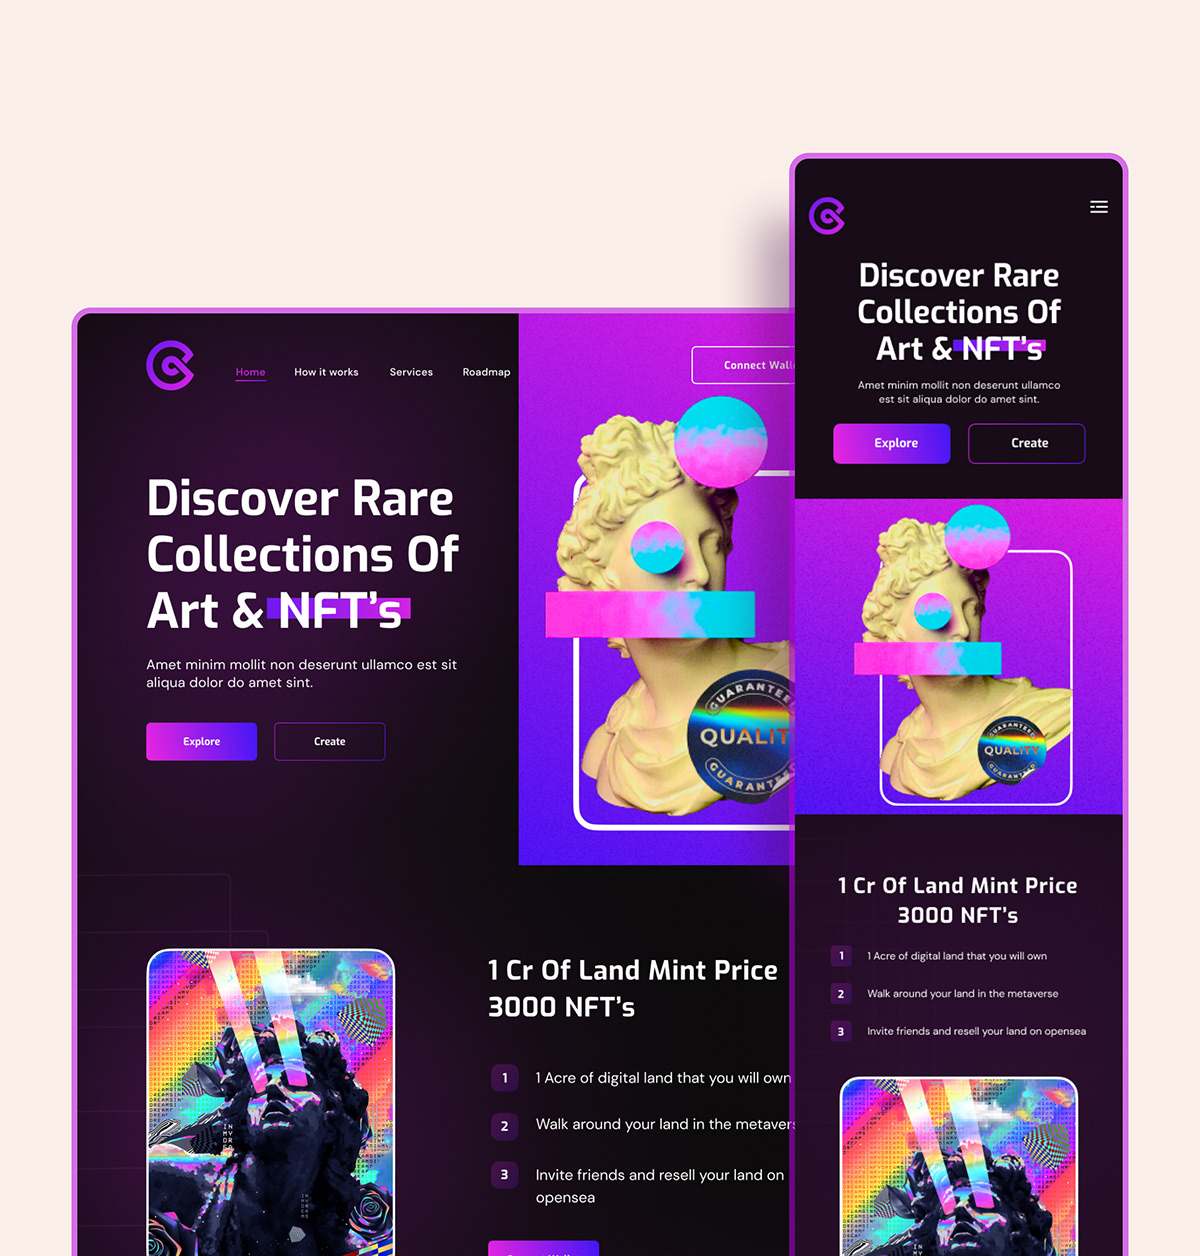 Home How it works Services Roadmap
Connect
Discover Rare
Collections Of
Art & NFT's
Amet minim mollit non deserunt ullamco est sit
aliqua dolor do amet sint.
Explore Create
GUARANTEE
QUALIT
GUARANT
1 Cr Of Land Mint Price
3000 NFT's
1 1 Acre of digital land that you will own
2 Walk around your land in the metavers
3 Invite friends and resell your land on
opensea
Discover Rare
Collections Of
Art & NFT's
Amet minim mollit non deserunt ullamco
est sit aliqua dolor do amet sint.
Explore Create
GUARANTEE
QUALITY
GUARANTEE
1 Cr Of Land Mint Price
3000 NFT's
1 1 Acre of digital land that you will own
2 Walk around your land in the metaverse
3 Invite friends and resell your land on opensea